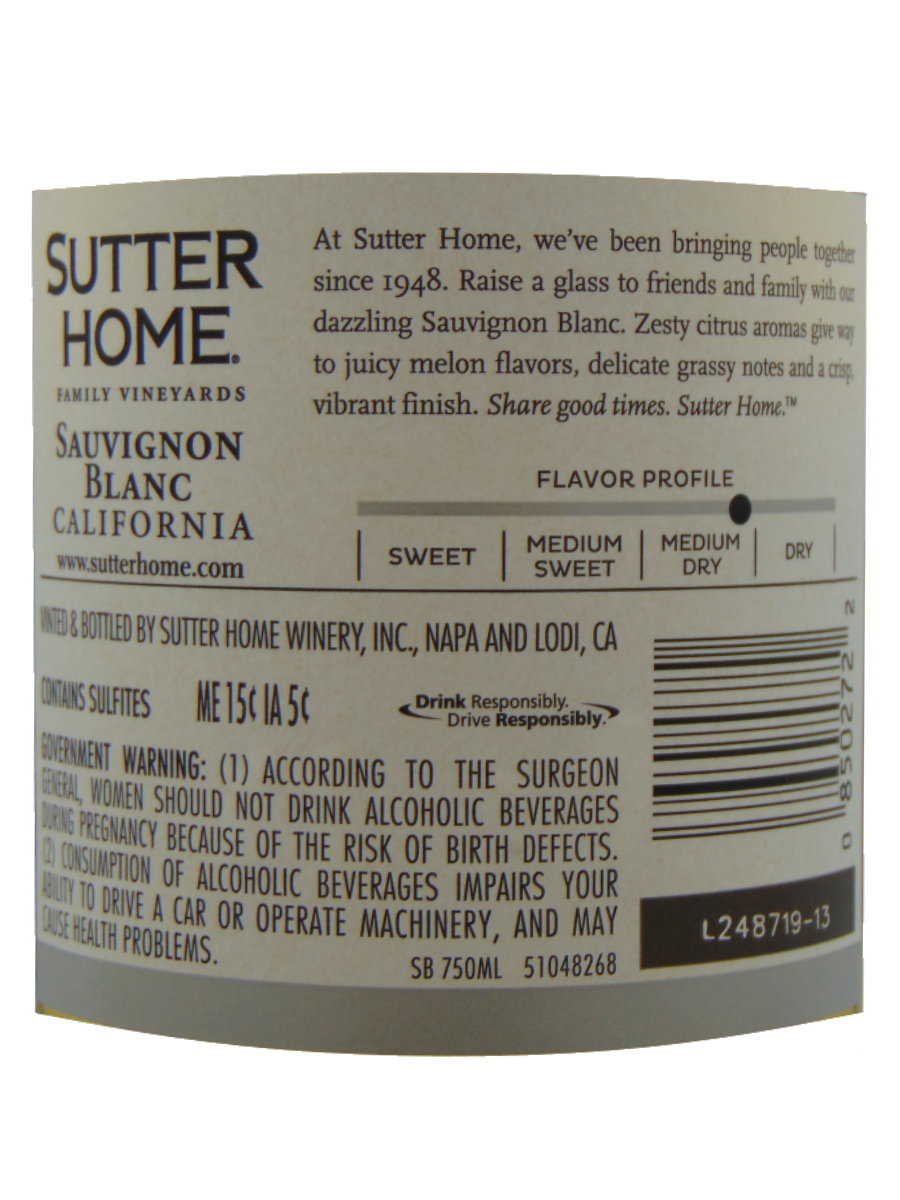 SUTTER
HOME.
FAMILY VINEYARDS
SAUVIGNON
BLANC
CALIFORNIA
www.sutterhome.com
At Sutter Home, we've been bringing people together
since 1948. Raise a glass to friends and family with our
dazzling Sauvignon Blanc. Zesty citrus aromas give way
to juicy melon flavors, delicate grassy notes and a crisp,
vibrant finish. Share good times. Sutter Home.™
FLAVOR PROFILE
SWEET
MEDIUM
SWEET
MEDIUM
DRY
DRY
VINTED & BOTTLED BY SUTTER HOME WINERY, INC., NAPA AND LODI, CA
CONTAINS SULFITES ME 15¢ IA 5¢
Drink Responsibly.
Drive Responsibly.
GOVERNMENT WARNING: (1) ACCORDING TO THE SURGEON
GENERAL, WOMEN SHOULD NOT DRINK ALCOHOLIC BEVERAGES
DURING PREGNANCY BECAUSE OF THE RISK OF BIRTH DEFECTS.
(2) CONSUMPTION OF ALCOHOLIC BEVERAGES IMPAIRS YOUR
ABILITY TO DRIVE A CAR OR OPERATE MACHINERY, AND MAY
CAUSE HEALTH PROBLEMS.
SB 750ML 51048268
0 850272 2
L248719-13